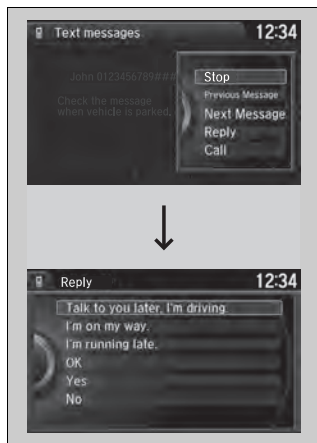 Text messages
12:34
John 0123456789###
Check the message
when vehicle is parked.
Stop
Previous Message
Next Message
Reply
Call
Reply
12:34
Talk to you later, I'm driving.
I'm on my way.
I'm running late.
OK
Yes
No